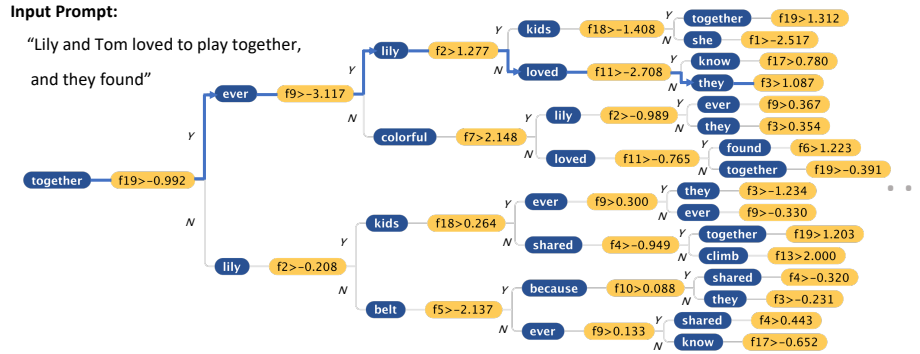 Input Prompt:
“Lily and Tom loved to play together,
and they found”
together f19>−0.992
Y
ever f9>−3.117
Y
lily f2>1.277
Y
kids f18>−1.408
Y
together f19>1.312
N
she f1>−2.517
N
loved f11>−2.708
Y
know f17>0.780
N
they f3>1.087
N
colorful f7>2.148
Y
lily f2>−0.989
Y
ever f9>0.367
N
they f3>0.354
N
loved f11>−0.765
Y
found f6>1.223
N
together f19>−0.391
N
lily f2>−0.208
Y
kids f18>0.264
Y
ever f9>0.300
Y
they f3>−1.234
N
ever f9>−0.330
N
shared f4>−0.949
Y
together f19>1.203
N
climb f13>2.000
N
belt f5>−2.137
Y
because f10>0.088
Y
shared f4>−0.320
N
they f3>−0.231
N
ever f9>0.133
Y
shared f4>0.443
N
know f17>−0.652